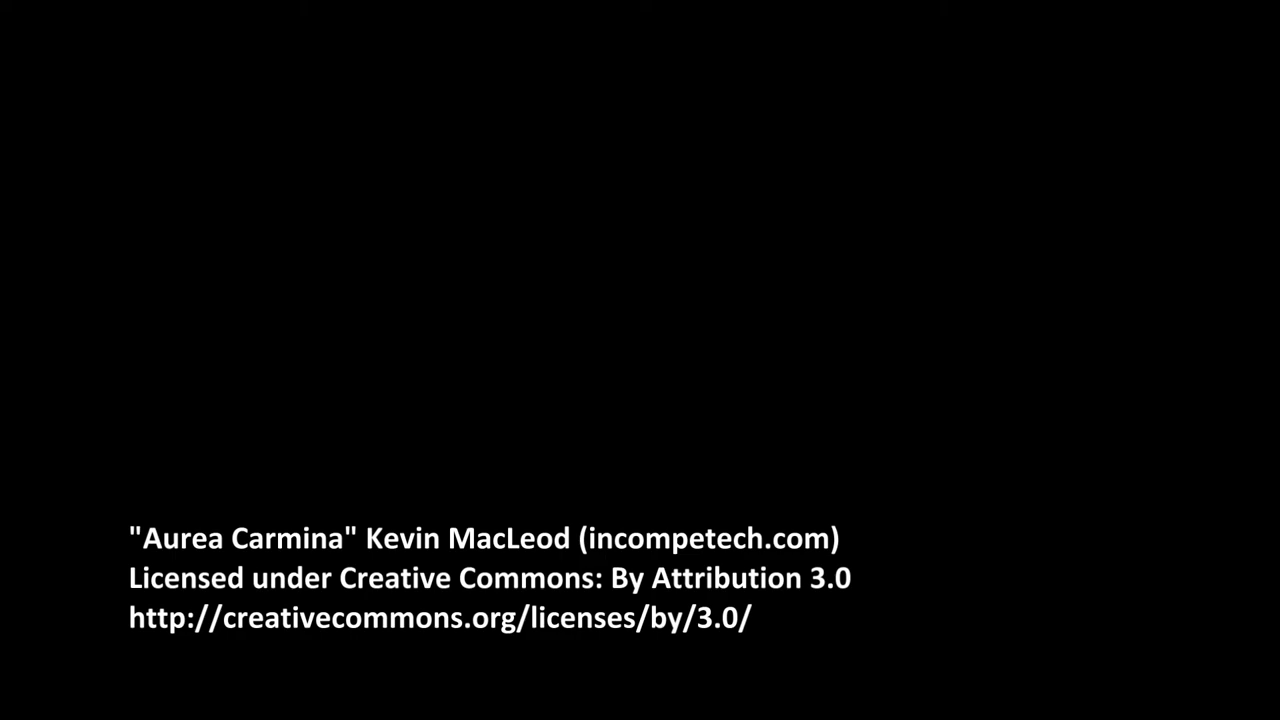 "Aurea Carmina" Kevin MacLeod (incompetech.com)
Licensed under Creative Commons: By Attribution 3.0
http://creativecommons.org/licenses/by/3.0/